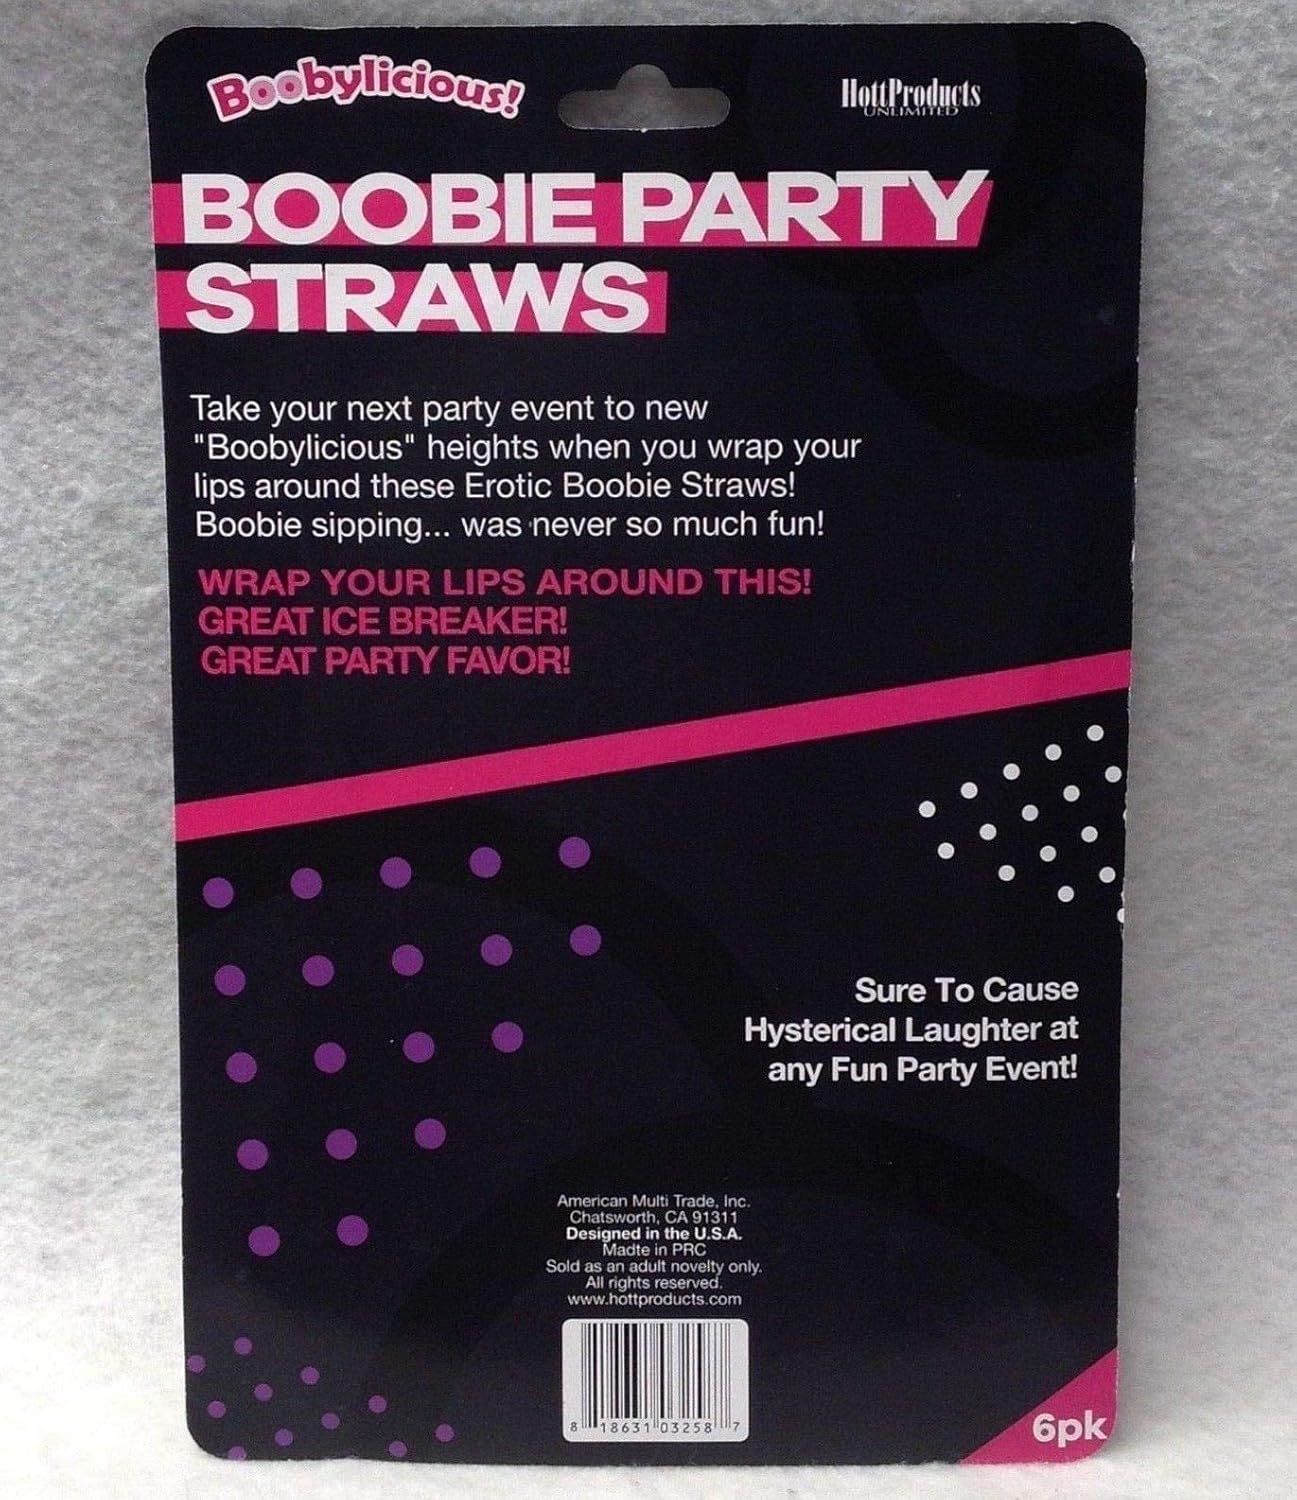 Boobylicious!
HottProducts
UNLIMITED
BOOBIE PARTY
STRAWS
Take your next party event to new
"Boobylicious" heights when you wrap your
lips around these Erotic Boobie Straws!
Boobie sipping... was never so much fun!
WRAP YOUR LIPS AROUND THIS!
GREAT ICE BREAKER!
GREAT PARTY FAVOR!
Sure To Cause
Hysterical Laughter at
any Fun Party Event!
American Multi Trade, Inc.
Chatsworth, CA 91311
Designed in the U.S.A.
Madte in PRC
Sold as an adult novelty only.
All rights reserved.
www.hottproducts.com
8 18631 03258 7
6pk